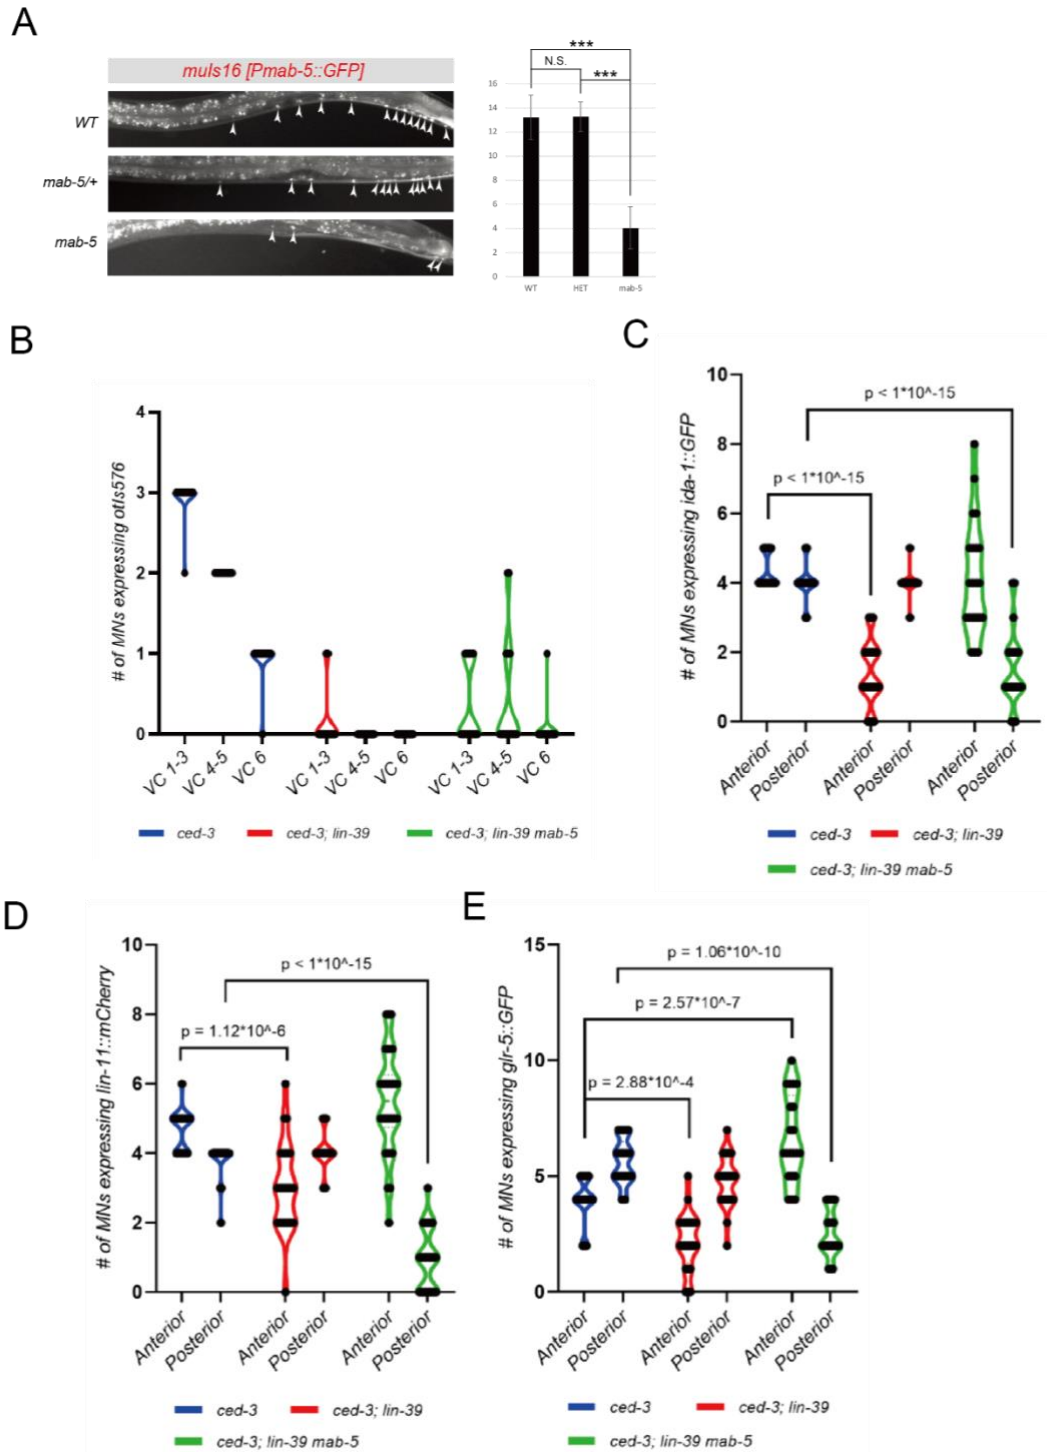 A
muIs16 [Pmab-5::GFP]
WT
mab-5/+
mab-5
***
N.S.
***
16
14
12
10
8
6
4
2
0
WT HET mab-5
B
# of MNs expressing otIs576
4
3
2
1
0
VC 1-3 VC 4-5 VC 6 VC 1-3 VC 4-5 VC 6 VC 1-3 VC 4-5 VC 6
ced-3 ced-3; lin-39 ced-3; lin-39 mab-5
C
# of MNs expressing ida-1::GFP
10
8
6
4
2
0
p < 1*10^-15
p < 1*10^-15
Anterior Posterior Anterior Posterior Anterior Posterior
ced-3 ced-3; lin-39
ced-3; lin-39 mab-5
D
# of MNs expressing lin-11::mCherry
10
8
6
4
2
0
p < 1*10^-15
p = 1.12*10^-6
Anterior Posterior Anterior Posterior Anterior Posterior
ced-3 ced-3; lin-39
ced-3; lin-39 mab-5
E
# of MNs expressing glr-5::GFP
15
10
5
0
p = 1.06*10^-10
p = 2.57*10^-7
p = 2.88*10^-4
Anterior Posterior Anterior Posterior Anterior Posterior
ced-3 ced-3; lin-39
ced-3; lin-39 mab-5